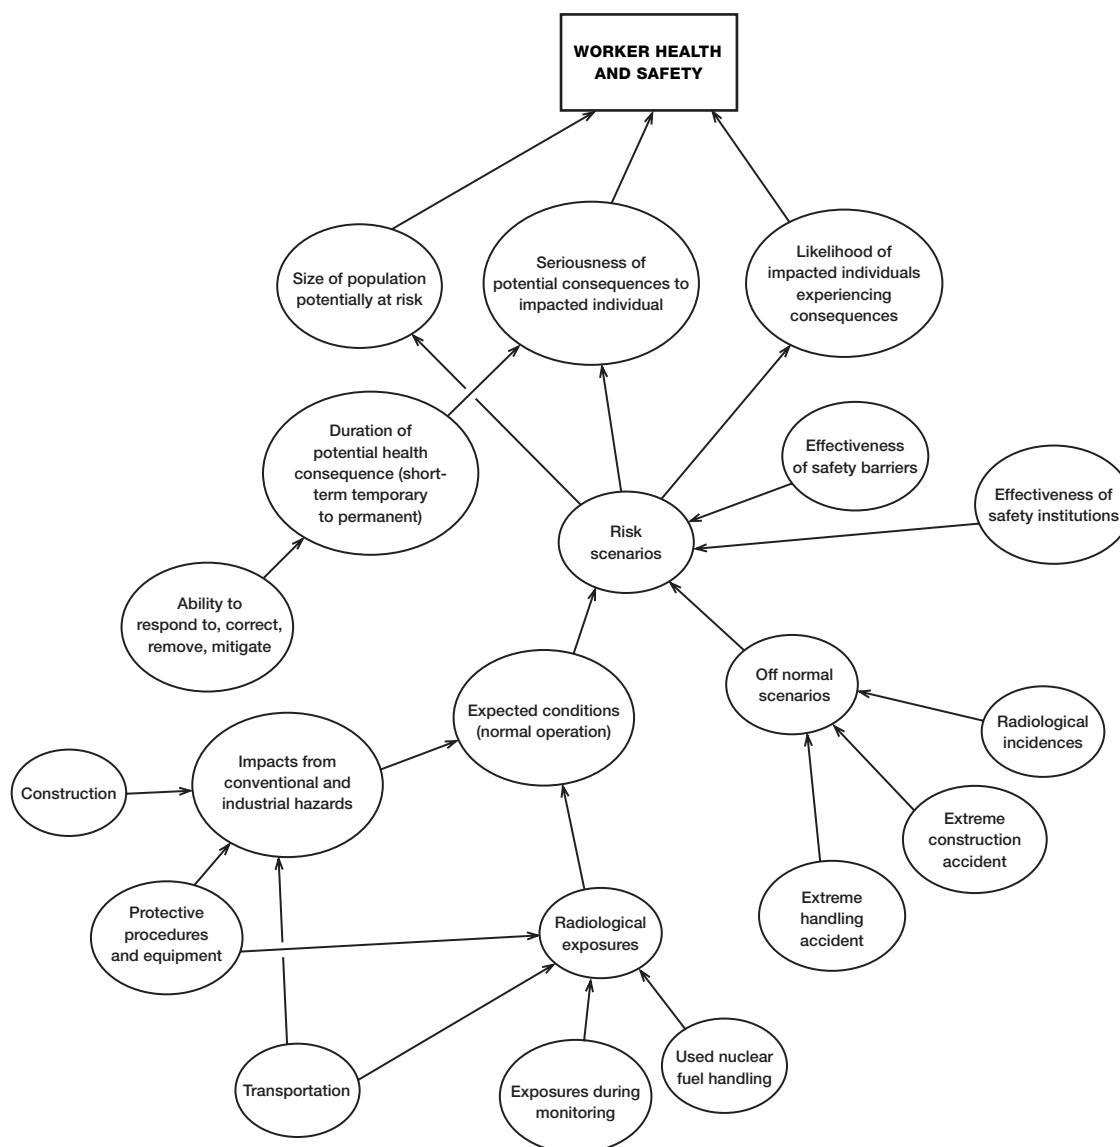 WORKER HEALTH
AND SAFETY
Size of population
potentially at risk
Seriousness of
potential consequences to
impacted individual
Likelihood of
impacted individuals
experiencing
consequences
Duration of
potential health
consequence (short-
term temporary
to permanent)
Effectiveness
of safety barriers
Effectiveness of
safety institutions
Risk
scenarios
Ability to
respond to, correct,
remove, mitigate
Off normal
scenarios
Expected conditions
(normal operation)
Radiological
incidences
Impacts from
conventional and
industrial hazards
Construction
Extreme
construction
accident
Extreme
handling
accident
Protective
procedures
and equipment
Radiological
exposures
Used nuclear
fuel handling
Transportation
Exposures during
monitoring